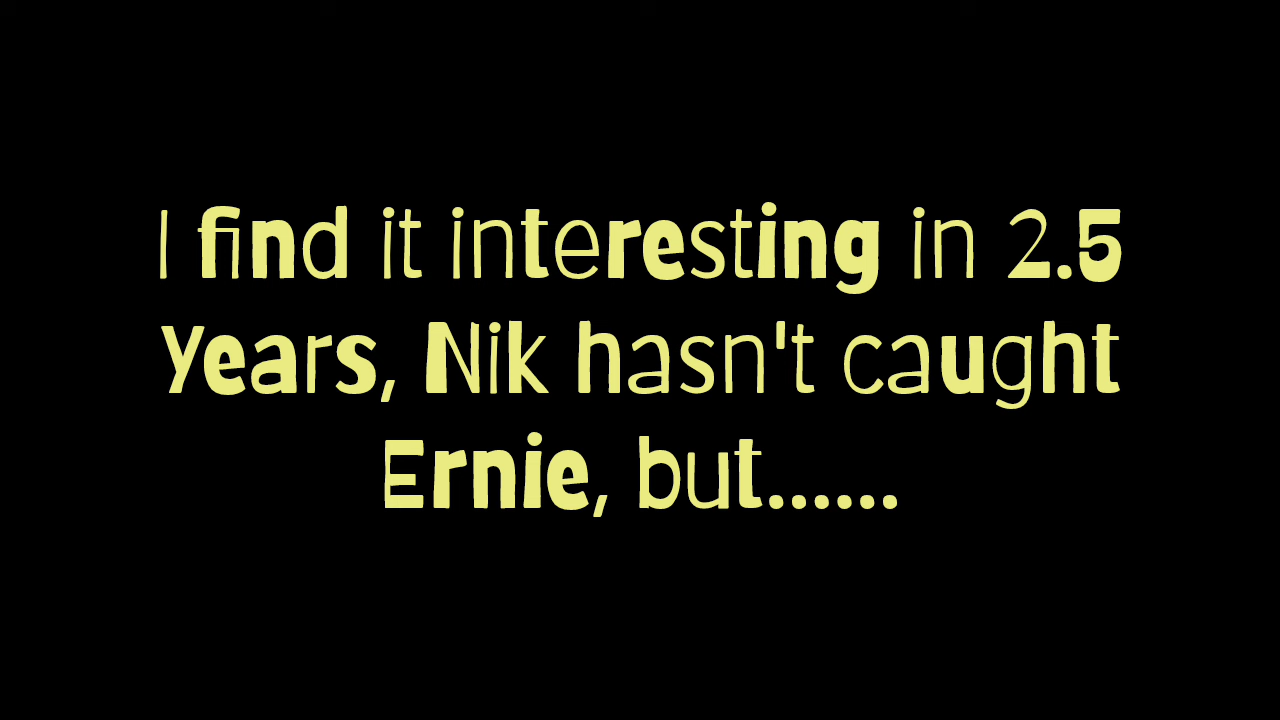 I find it interesting in 2.5
Years, Nik hasn't caught
Ernie, but......